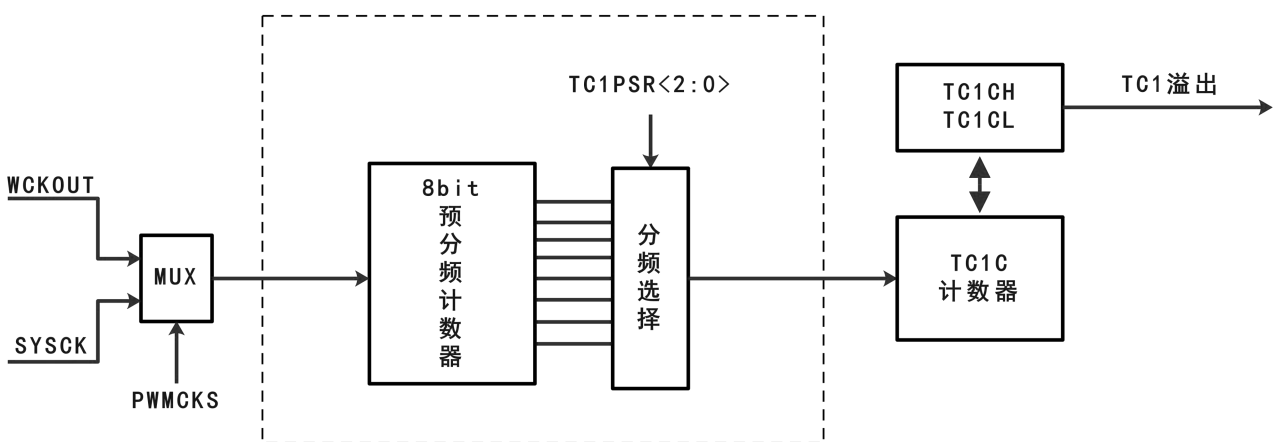 TC1PSR<2:0>
TC1CH
TC1CL
TC1溢出
WCKOUT
8bit
预
分
频
计
数
器
分
频
选
择
MUX
TC1C
计数器
SYSCK
PWMCKS